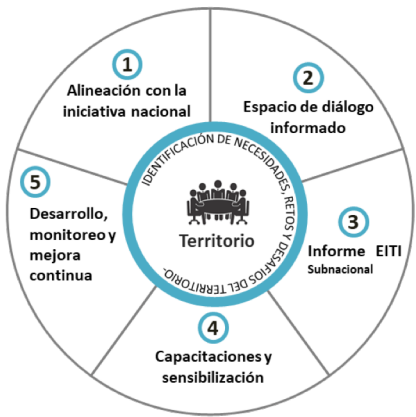 1
Alineación con la
iniciativa nacional
2
Espacio de diálogo
informado
3
Informe EITI
Subnacional
4
Capacitaciones y
sensibilización
5
Desarrollo,
monitoreo y
mejora
continua
IDENTIFICACIÓN DE NECESIDADES, RETOS Y DESAFIOS DEL TERRITORIO-
Territorio